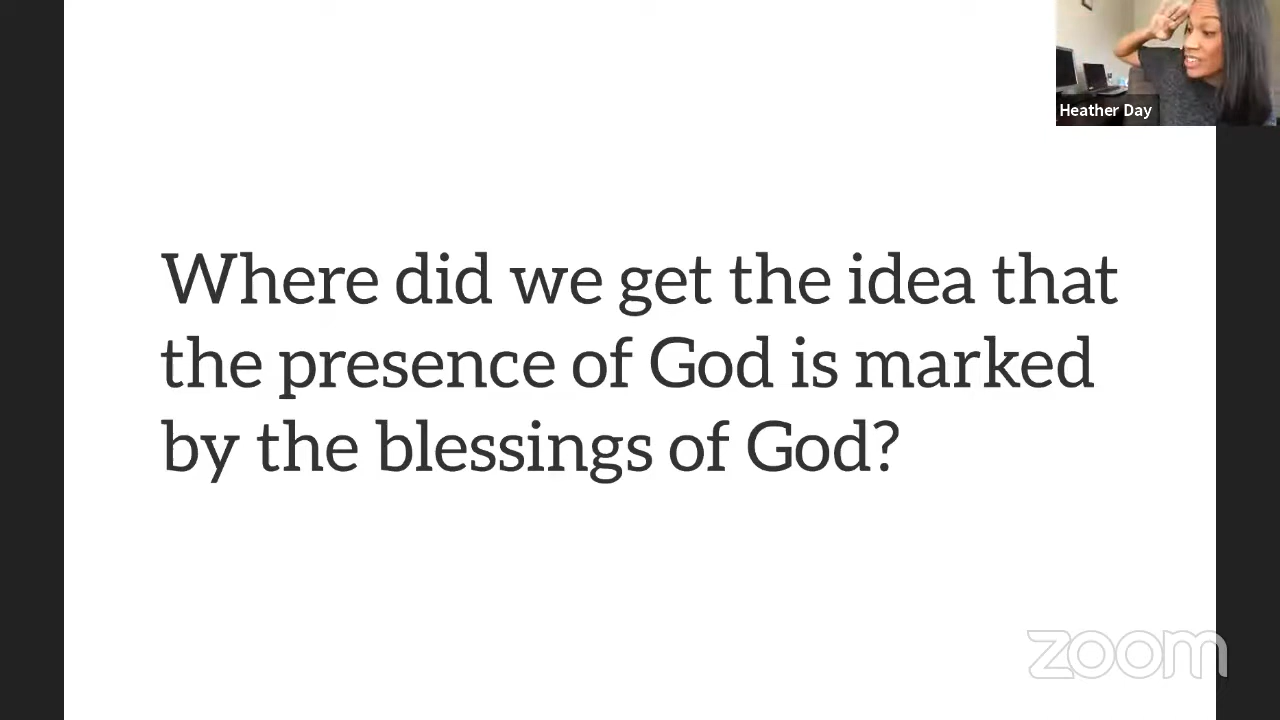 Heather Day
Where did we get the idea that
the presence of God is marked
by the blessings of God?
zoom